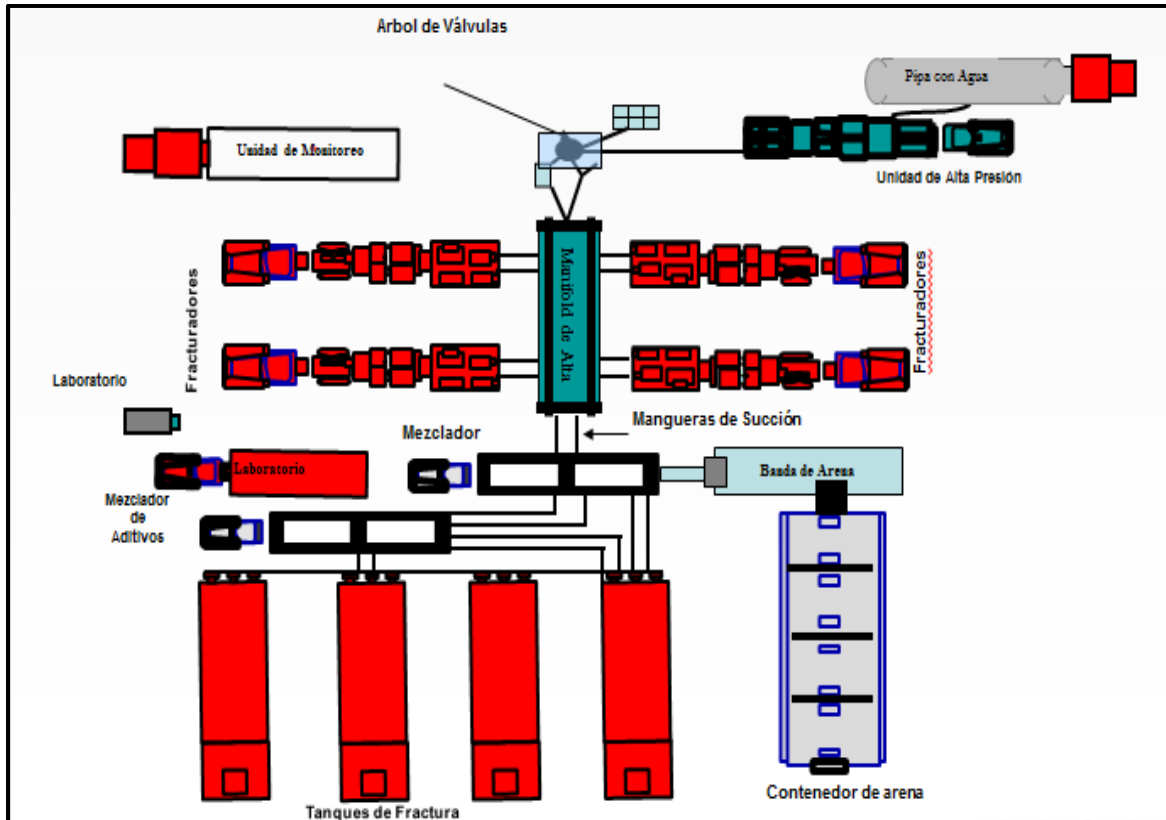 Arbol de Válvulas
Pipa con Agua
Unidad de Monitoreo
Unidad de Alta Presión
Fracturadores
Manifold de Alta
Fracturadores
Laboratorio
Mangueras de Succión
Mezclador
Laboratorio
Banda de Arena
Mezclador
de
Aditivos
Contenedor de arena
Tanques de Fractura